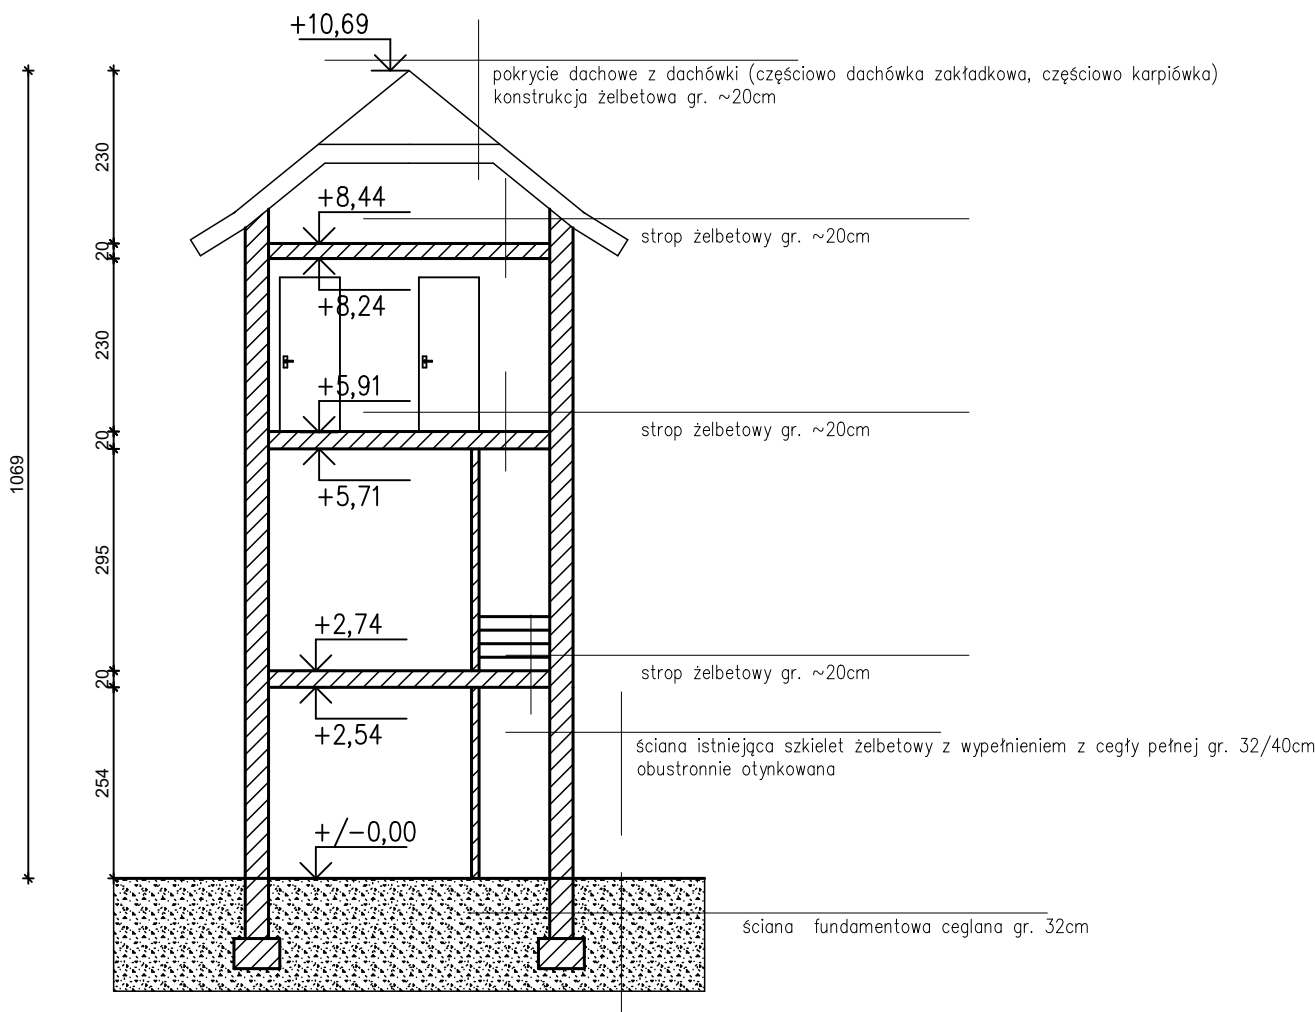 +10,69
pokrycie dachowe z dachówki (częściowo dachówka zakładkowa, częściowo karpiówka)
konstrukcja żelbetowa gr. ~20cm
230
+8,44
strop żelbetowy gr. ~20cm
20
+8,24
230
+5,91
strop żelbetowy gr. ~20cm
20
1069
+5,71
295
+2,74
strop żelbetowy gr. ~20cm
20
+2,54
ściana istniejąca szkielet żelbetowy z wypełnieniem z cegły pełnej gr. 32/40cm
obustronnie otynkowana
254
+/-0,00
ściana fundamentowa ceglana gr. 32cm